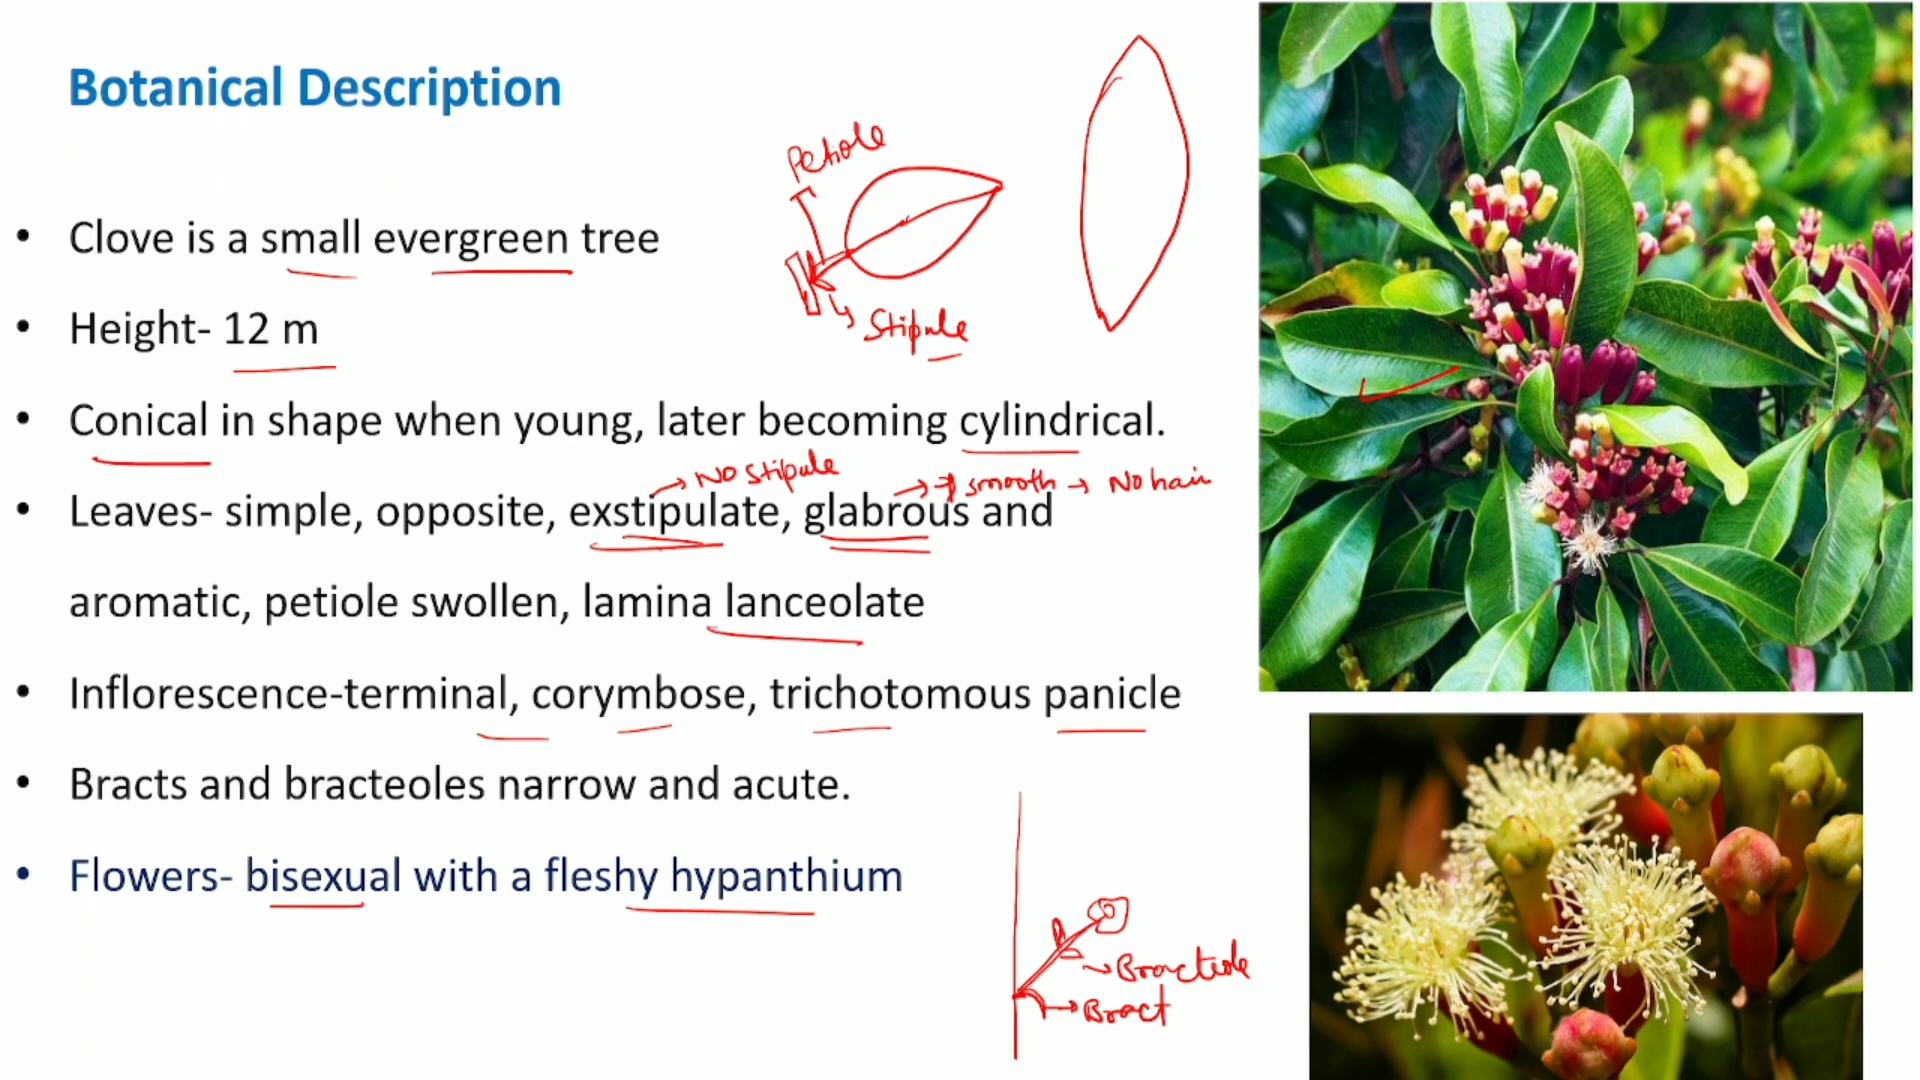 Botanical Description
Petiole
Stipule
• Clove is a small evergreen tree
• Height- 12 m
• Conical in shape when young, later becoming cylindrical.
→ No stipule
→ smooth → No hair
• Leaves- simple, opposite, exstipulate, glabrous and
aromatic, petiole swollen, lamina lanceolate
• Inflorescence-terminal, corymbose, trichotomous panicle
• Bracts and bracteoles narrow and acute.
• Flowers- bisexual with a fleshy hypanthium
→ Bracteole
→ Bract